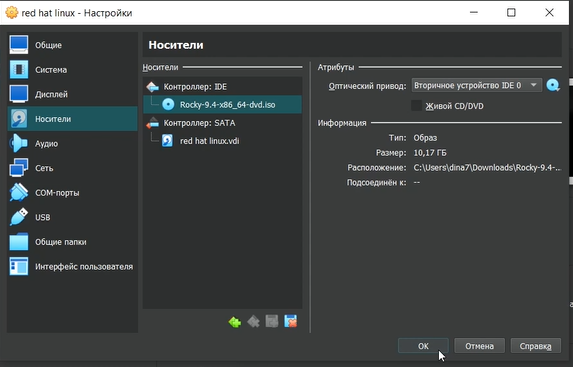 red hat linux - Настройки
Общие
Система
Дисплей
Носители
Аудио
Сеть
COM-порты
USB
Общие папки
Интерфейс пользователя
Носители
Носители
Контроллер: IDE
Rocky-9.4-x86_64-dvd.iso
Контроллер: SATA
red hat linux.vdi
Атрибуты
Оптический привод: Вторичное устройство IDE 0
Живой CD/DVD
Информация
Тип: Образ
Размер: 10,17 ГБ
Расположение: C:\Users\dina7\Downloads\Rocky-9.4-...
Подсоединён к: --
OK
Отмена
Справка